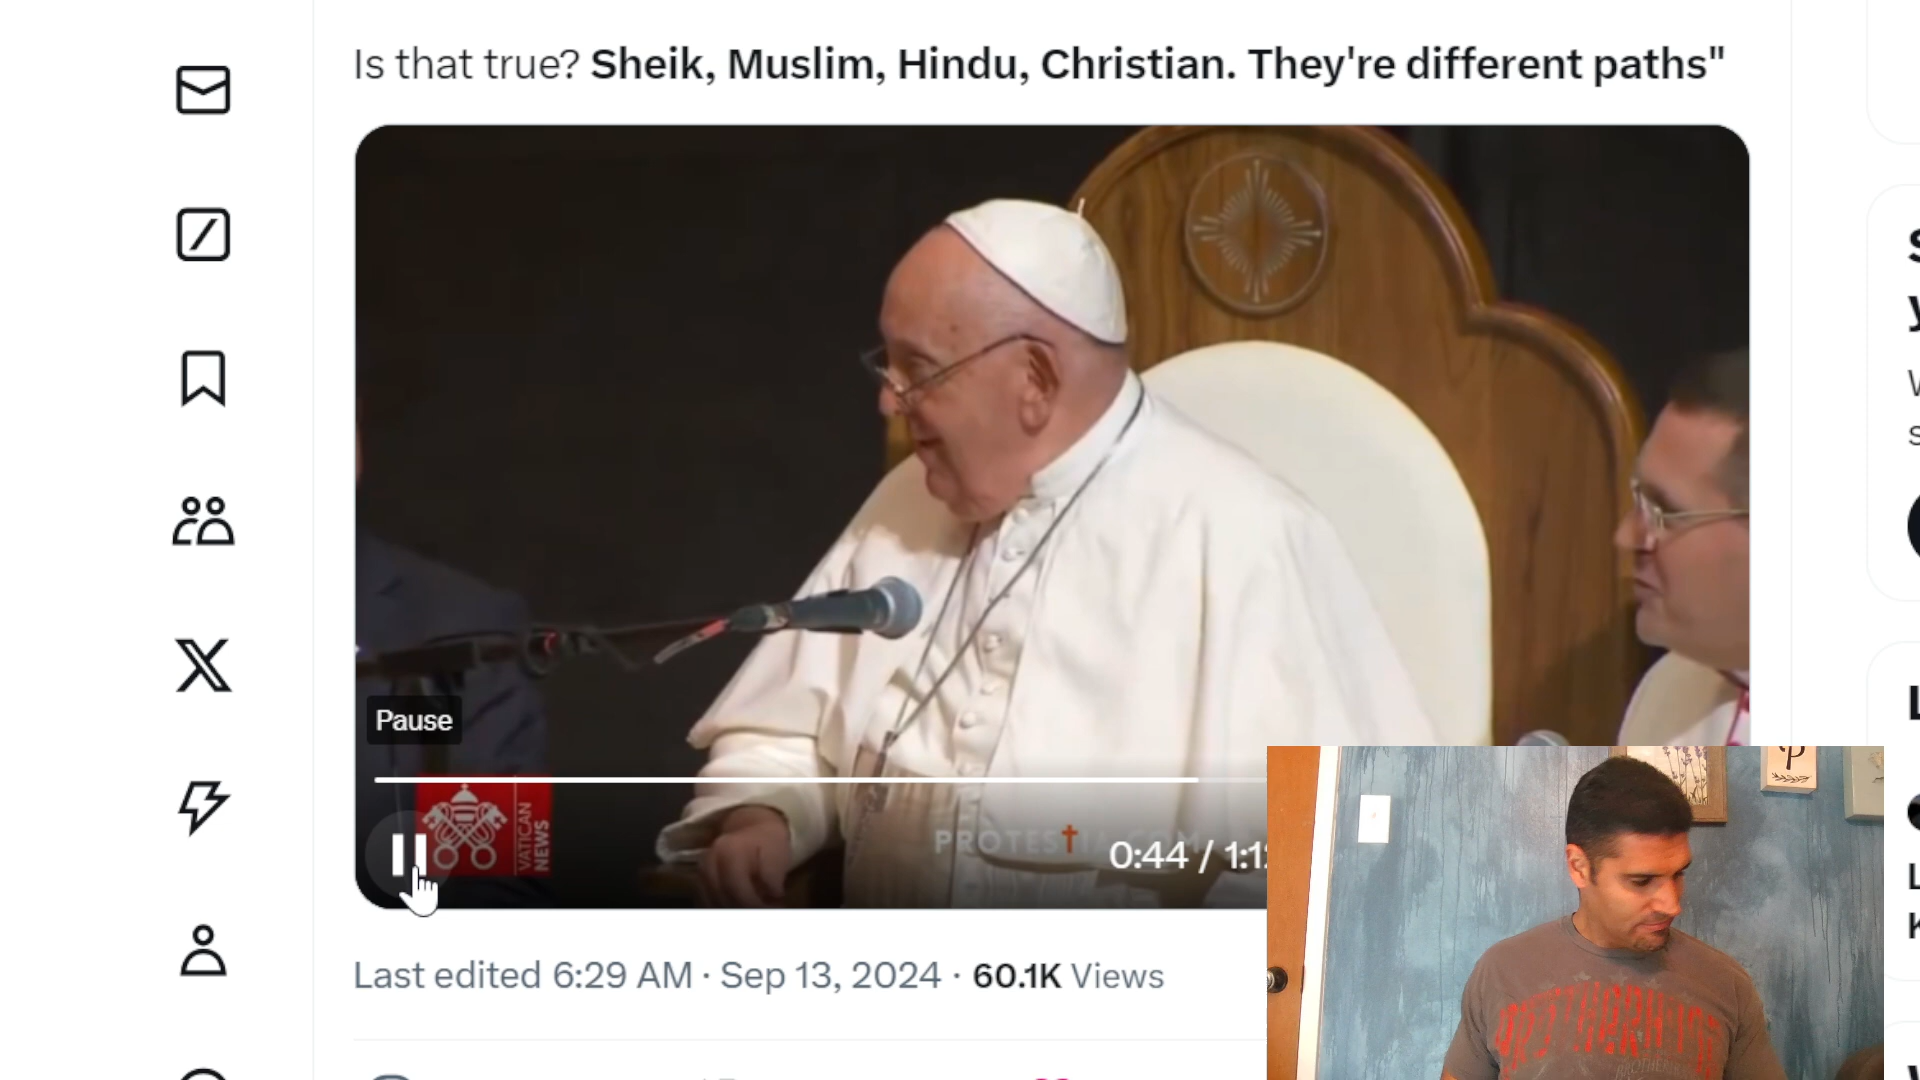 Is that true? Sheik, Muslim, Hindu, Christian. They're different paths"
Pause
VATICAN
NEWS
PROTEST
0:44 / 1:1
Last edited 6:29 AM · Sep 13, 2024 · 60.1K Views